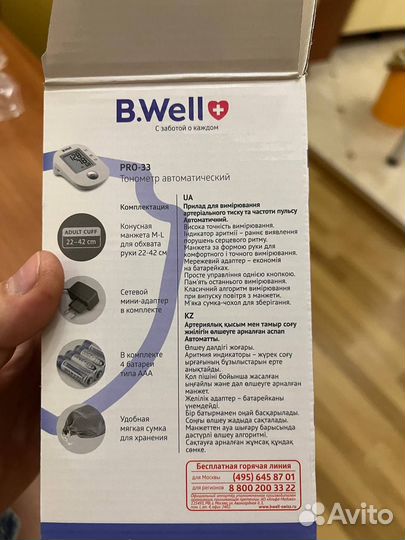 B.Well
С заботой о каждом
PRO-33
Тонометр автоматический
Комплектация
ADULT CUFF
22–42 cm
Конусная
манжета M-L
для обхвата
руки 22-42 см
Сетевой
мини-адаптер
в комплекте
В комплекте
4 батареи
типа ААА
Удобная
мягкая сумка
для хранения
UA
Прилад для вимірювання
артеріального тиску та частоти пульсу
Автоматичний.
Висока точність вимірювання.
Індикатор аритмії – раннє виявлення
порушень серцевого ритму.
Манжета за формою руки для
комфортного і точного вимірювання.
Мережевий адаптер – економія
на батарейках.
Просте управління однією кнопкою.
Пам'ять останнього вимірювання.
Класичний алгоритм вимірювання
при випуску повітря з манжети.
М'яка сумка-чохол для зберігання.
KZ
Артериялық қысым мен тамыр соғу
жиілігін өлшеуге арналған аспап
Автоматты.
Өлшеу дәлдігі жоғары.
Аритмия индикаторы – жүрек соғу
ырғағының бұзылыстарын ерте
анықтайды.
Қол пішіні бойынша жасалған
ыңғайлы және дәл өлшеуге арналған
манжет.
Желілік адаптер – батарейканы
үнемдейді.
Бір батырмамен оңай басқарылады.
Соңғы өлшеу жадыда сақталады.
Манжеттен ауа шығару барысында
дәстүрлі өлшеу алгоритмі.
Сақтауға арналған жұмсақ құндақ
сөмке.
Бесплатная горячая линия
для Москвы (495) 645 87 01
для регионов 8 800 200 33 22
www.b-well-swiss.ru
Avito